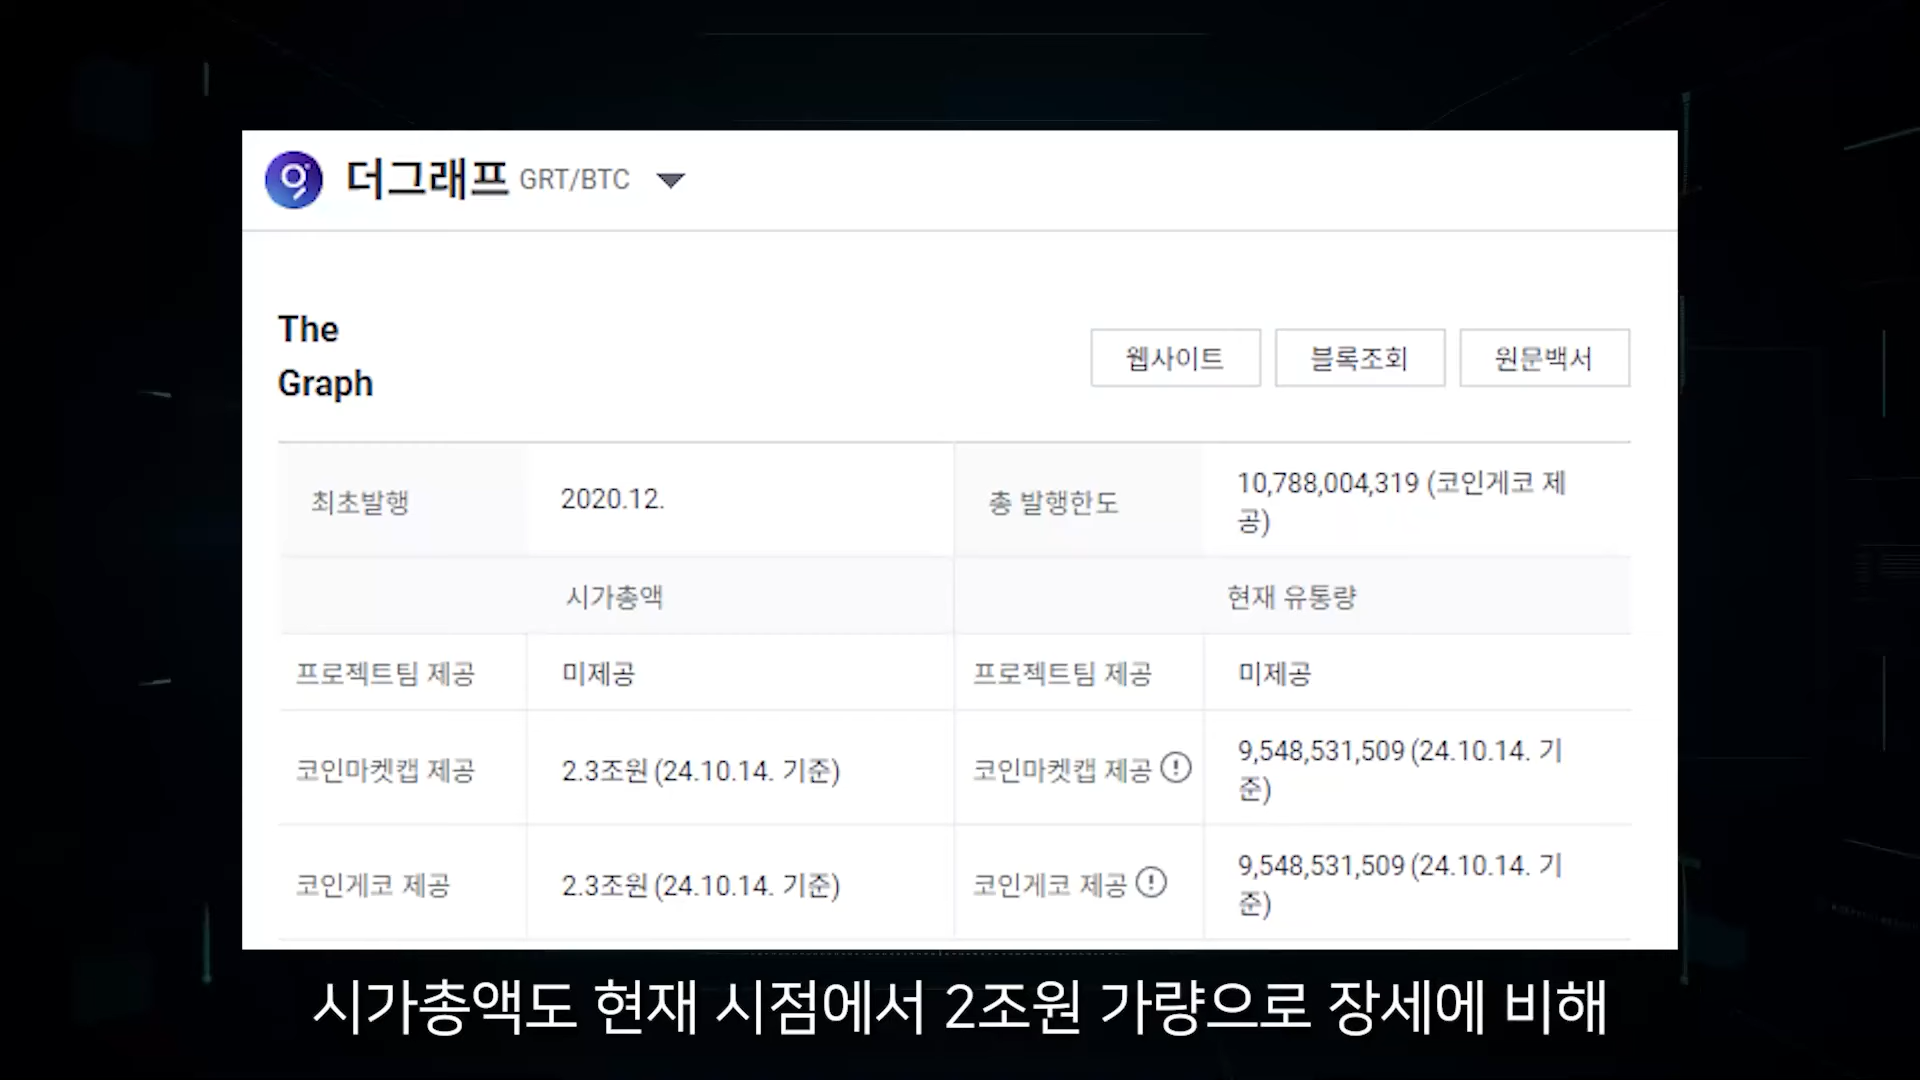 더그래프 GRT/BTC
The
Graph
웹사이트 블록조회 원문백서
최초발행 2020.12. 총 발행한도 10,788,004,319 (코인게코 제
공)
시가총액 현재 유통량
프로젝트팀 제공 미제공 프로젝트팀 제공 미제공
코인마켓캡 제공 2.3조원 (24.10.14. 기준) 코인마켓캡 제공 9,548,531,509 (24.10.14. 기
준)
코인게코 제공 2.3조원 (24.10.14. 기준) 코인게코 제공 9,548,531,509 (24.10.14. 기
준)
시가총액도 현재 시점에서 2조원 가량으로 장세에 비해